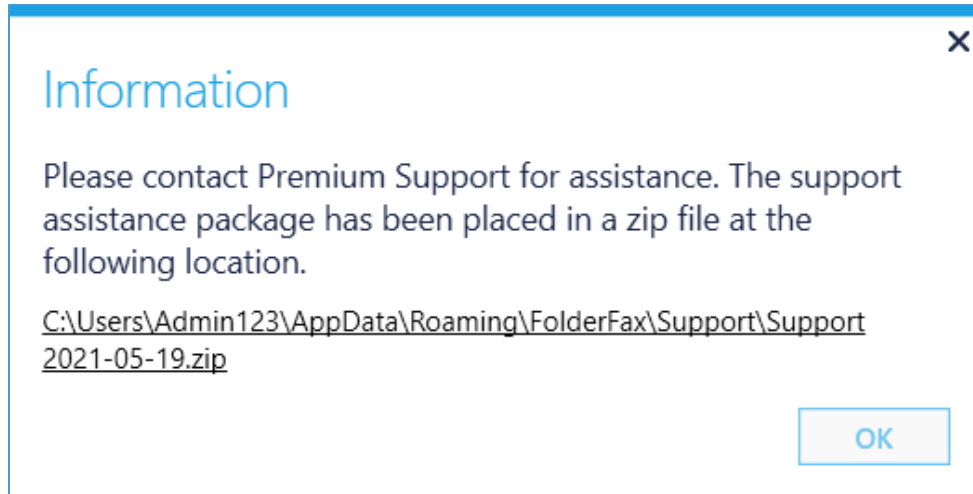 Information
Please contact Premium Support for assistance. The support
assistance package has been placed in a zip file at the
following location.
C:\Users\Admin123\AppData\Roaming\FolderFax\Support\Support
2021-05-19.zip
OK